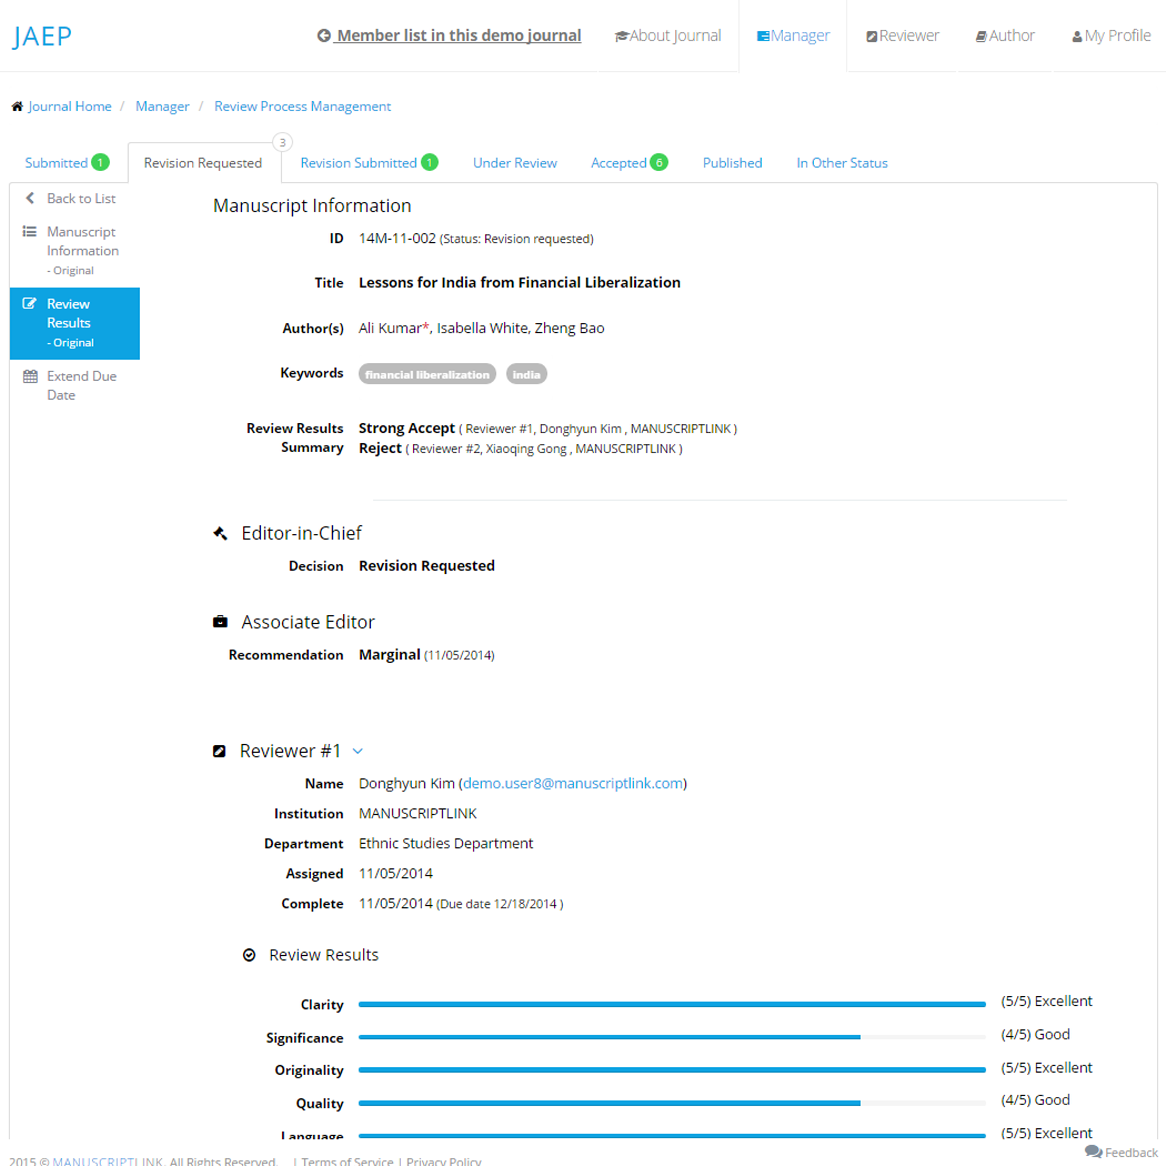 JAEP
Member list in this demo journal
About Journal
Manager
Reviewer
Author
My Profile
Journal Home / Manager / Review Process Management
Submitted 1
Revision Requested 3
Revision Submitted 1
Under Review
Accepted 6
Published
In Other Status
Back to List
Manuscript
Information
- Original
Review
Results
- Original
Extend Due
Date
Manuscript Information
ID 14M-11-002 (Status: Revision requested)
Title Lessons for India from Financial Liberalization
Author(s) Ali Kumar*, Isabella White, Zheng Bao
Keywords financial liberalization india
Review Results Strong Accept ( Reviewer #1, Donghyun Kim , MANUSCRIPTLINK )
Summary Reject ( Reviewer #2, Xiaoqing Gong , MANUSCRIPTLINK )
Editor-in-Chief
Decision Revision Requested
Associate Editor
Recommendation Marginal (11/05/2014)
Reviewer #1
Name Donghyun Kim (demo.user8@manuscriptlink.com)
Institution MANUSCRIPTLINK
Department Ethnic Studies Department
Assigned 11/05/2014
Complete 11/05/2014 (Due date 12/18/2014 )
Review Results
Clarity (5/5) Excellent
Significance (4/5) Good
Originality (5/5) Excellent
Quality (4/5) Good
Language (5/5) Excellent
2015 © MANUSCRIPTLINK. All Rights Reserved. | Terms of Service | Privacy Policy
Feedback